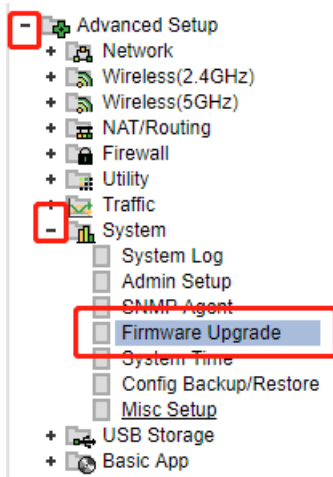 Advanced Setup
Network
Wireless(2.4GHz)
Wireless(5GHz)
NAT/Routing
Firewall
Utility
Traffic
System
System Log
Admin Setup
SNMP Agent
Firmware Upgrade
System Time
Config Backup/Restore
Misc Setup
USB Storage
Basic App